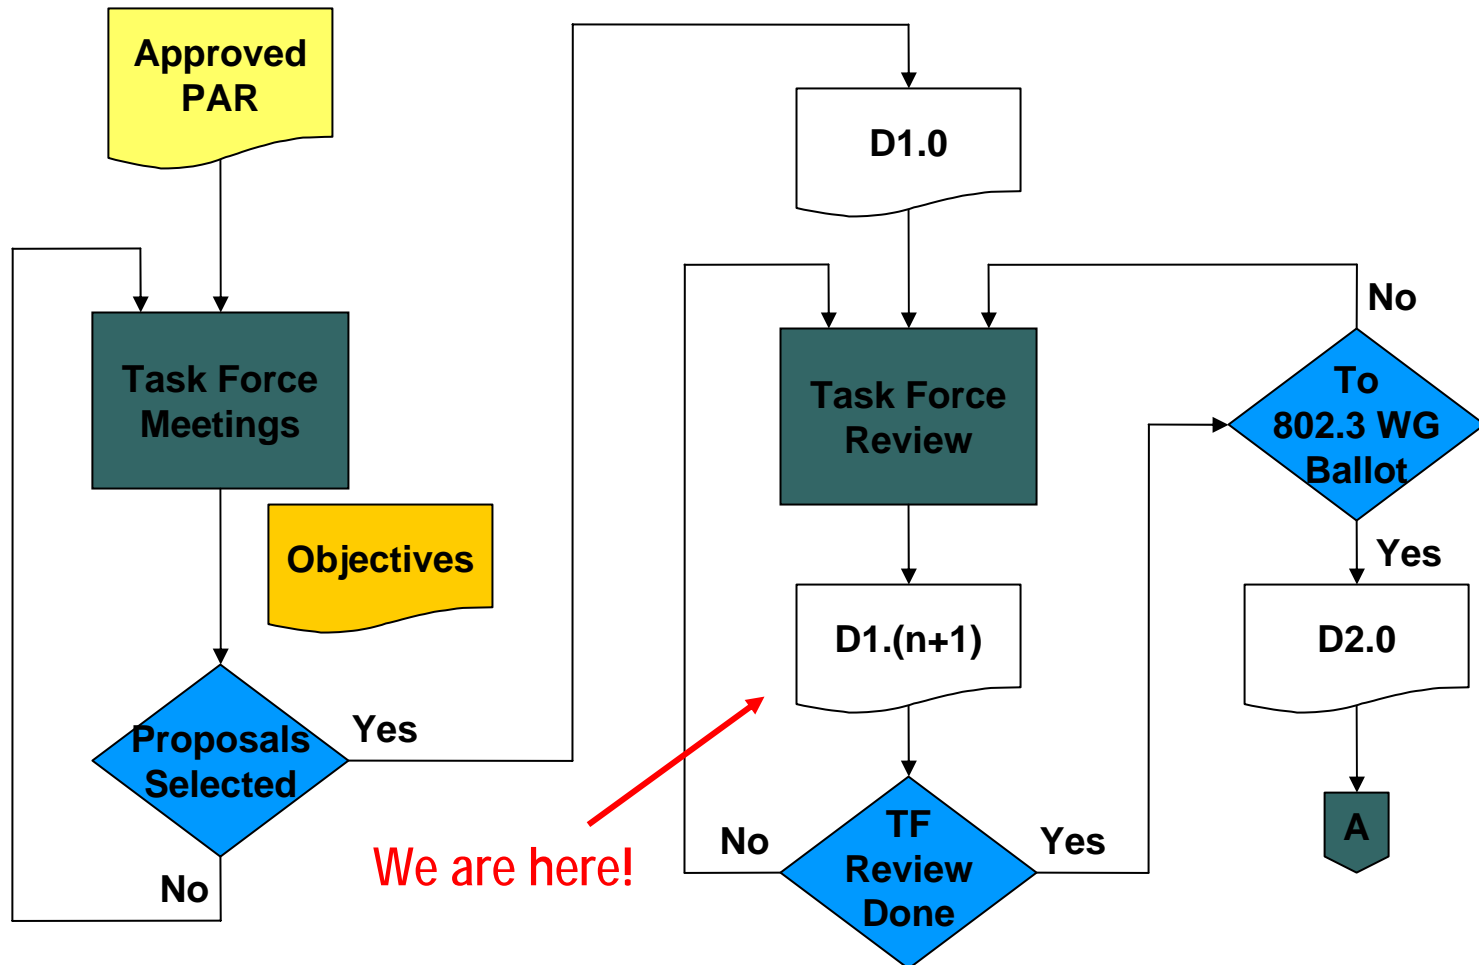 Approved
PAR
Task Force
Meetings
Objectives
Proposals
Selected
Yes
No
D1.0
Task Force
Review
D1.(n+1)
We are here!
TF
Review
Done
No
Yes
To
802.3 WG
Ballot
No
Yes
D2.0
A